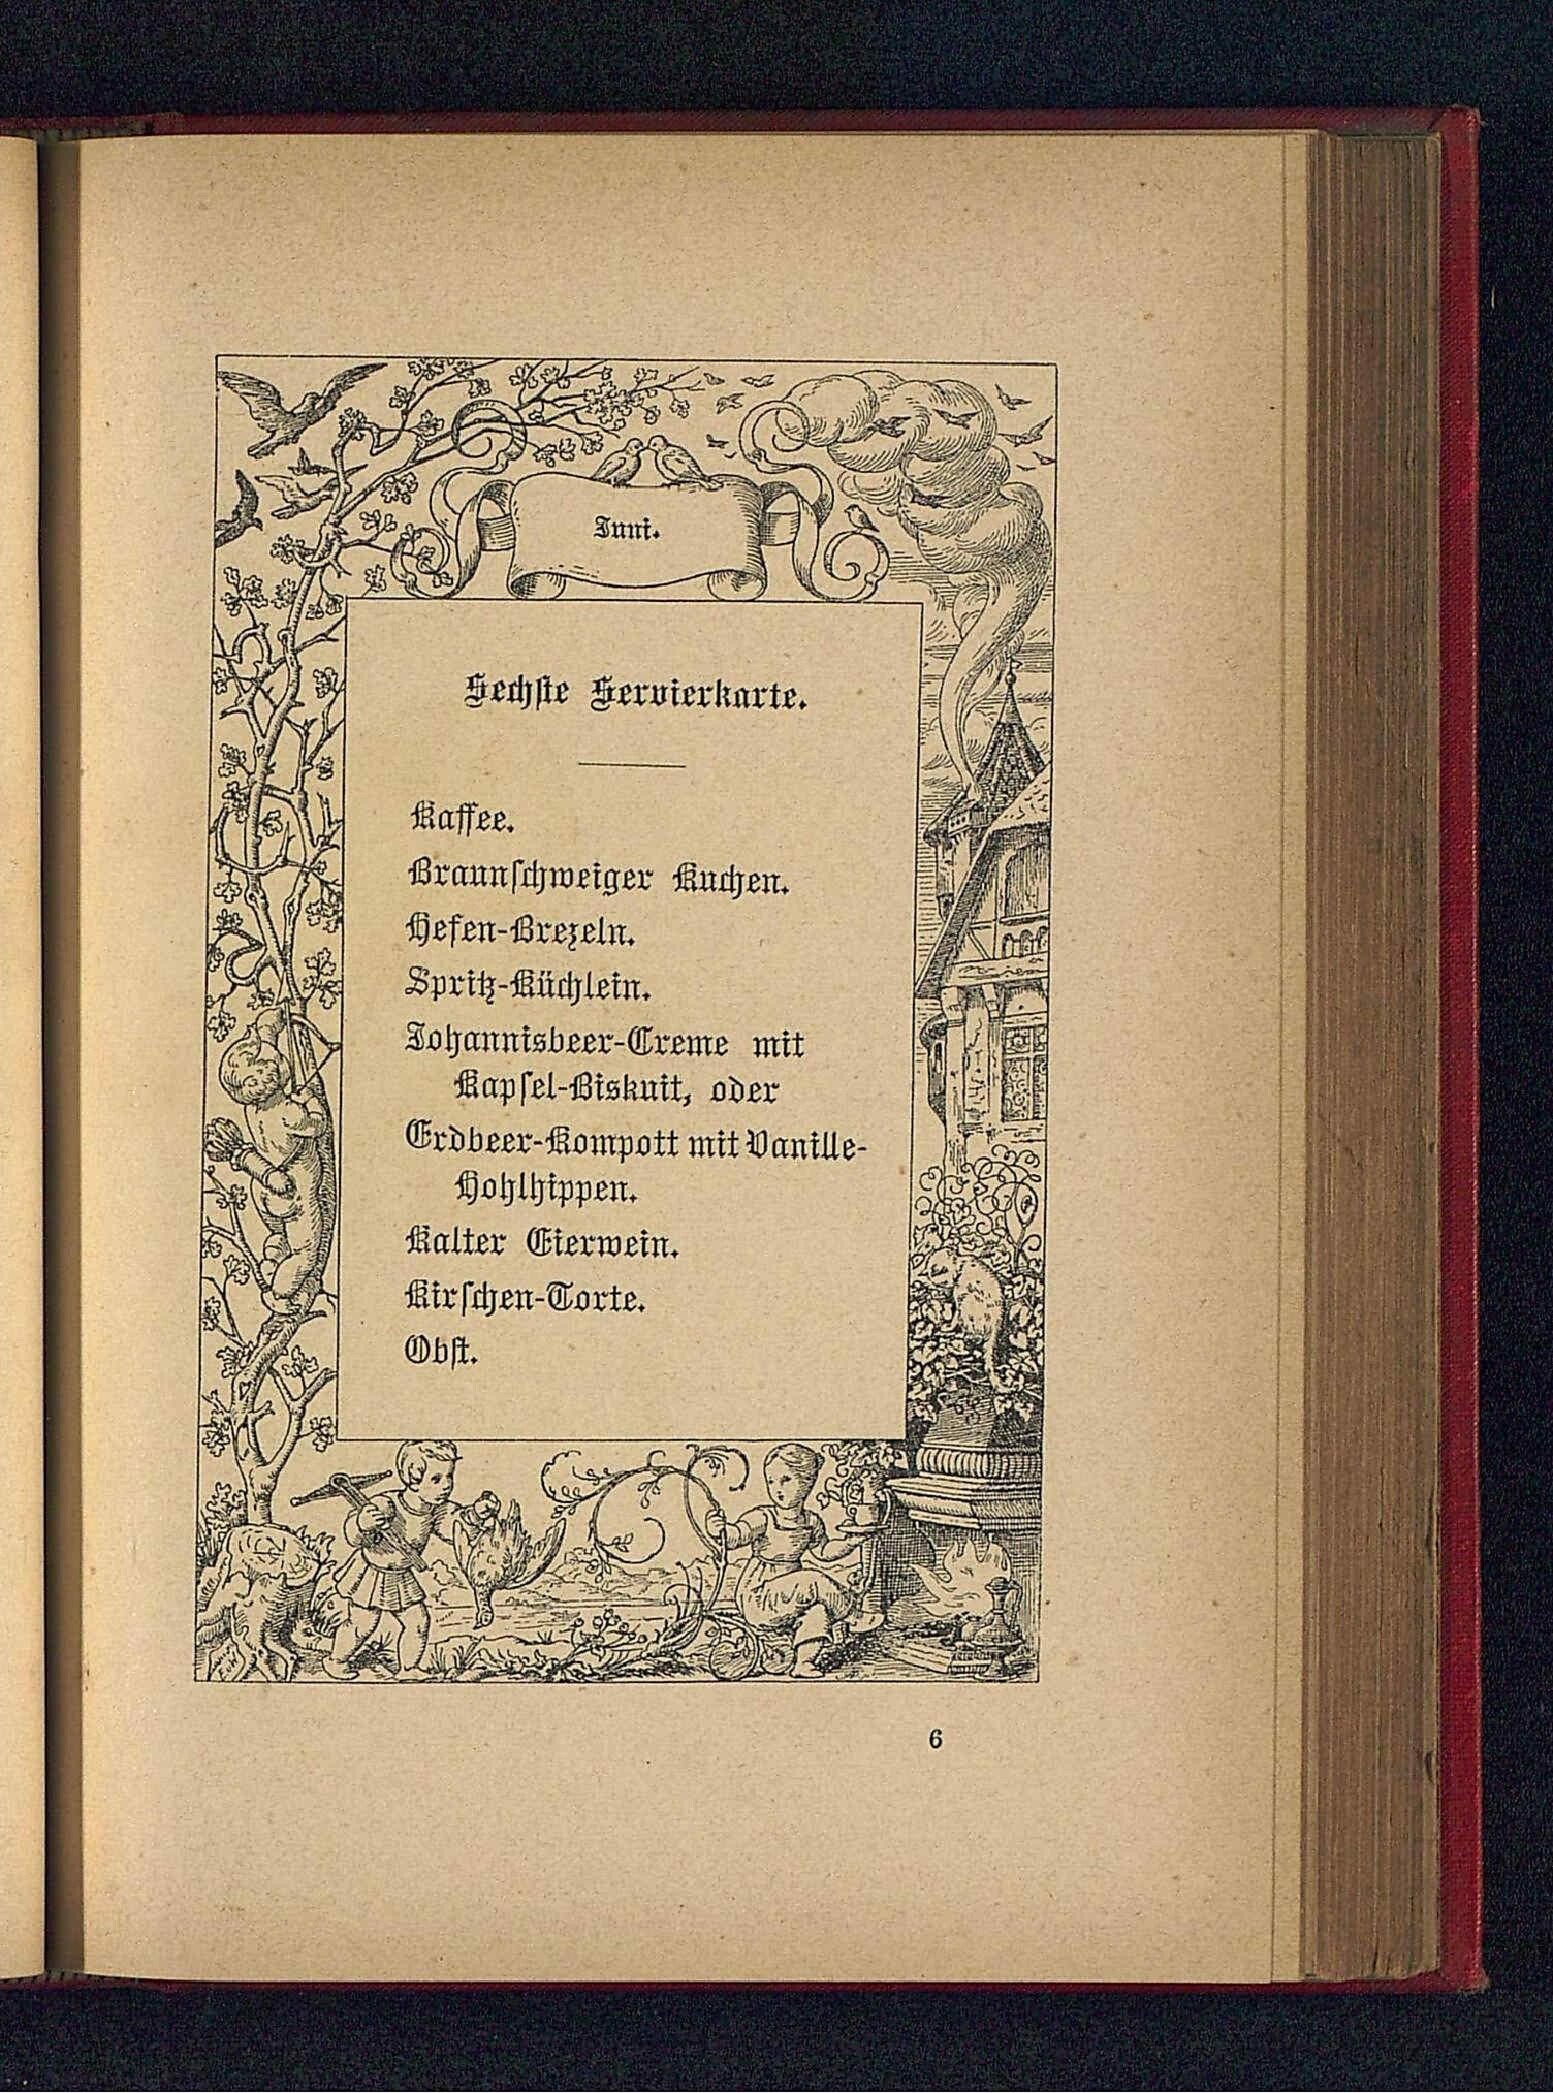 Juni.
Sechste Servierkarte.
Kaffee.
Braunschweiger Kuchen.
Hefen-Brezeln.
Spritz-Küchlein.
Johannisbeer-Creme mit
Kapsel-Biskuit, oder
Erdbeer-Kompott mit Vanille-
Hohlhippen.
Kalter Eierwein.
Kirschen-Torte.
Obst.
6